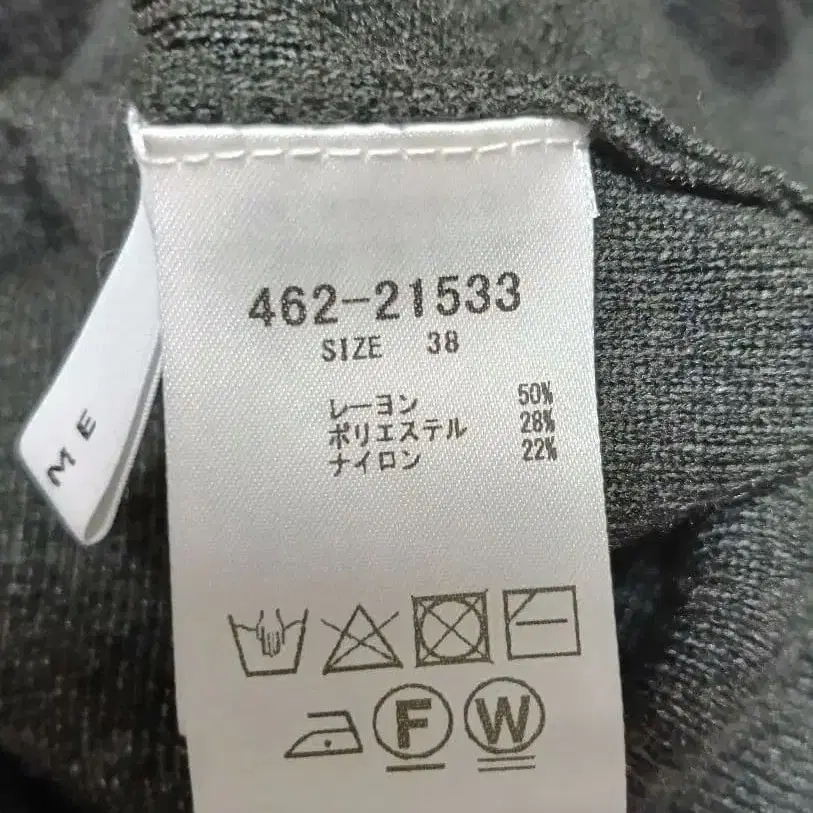 462-21533
SIZE 38
レーヨン 50%
ポリエステル 28%
ナイロン 22%
F W
ME